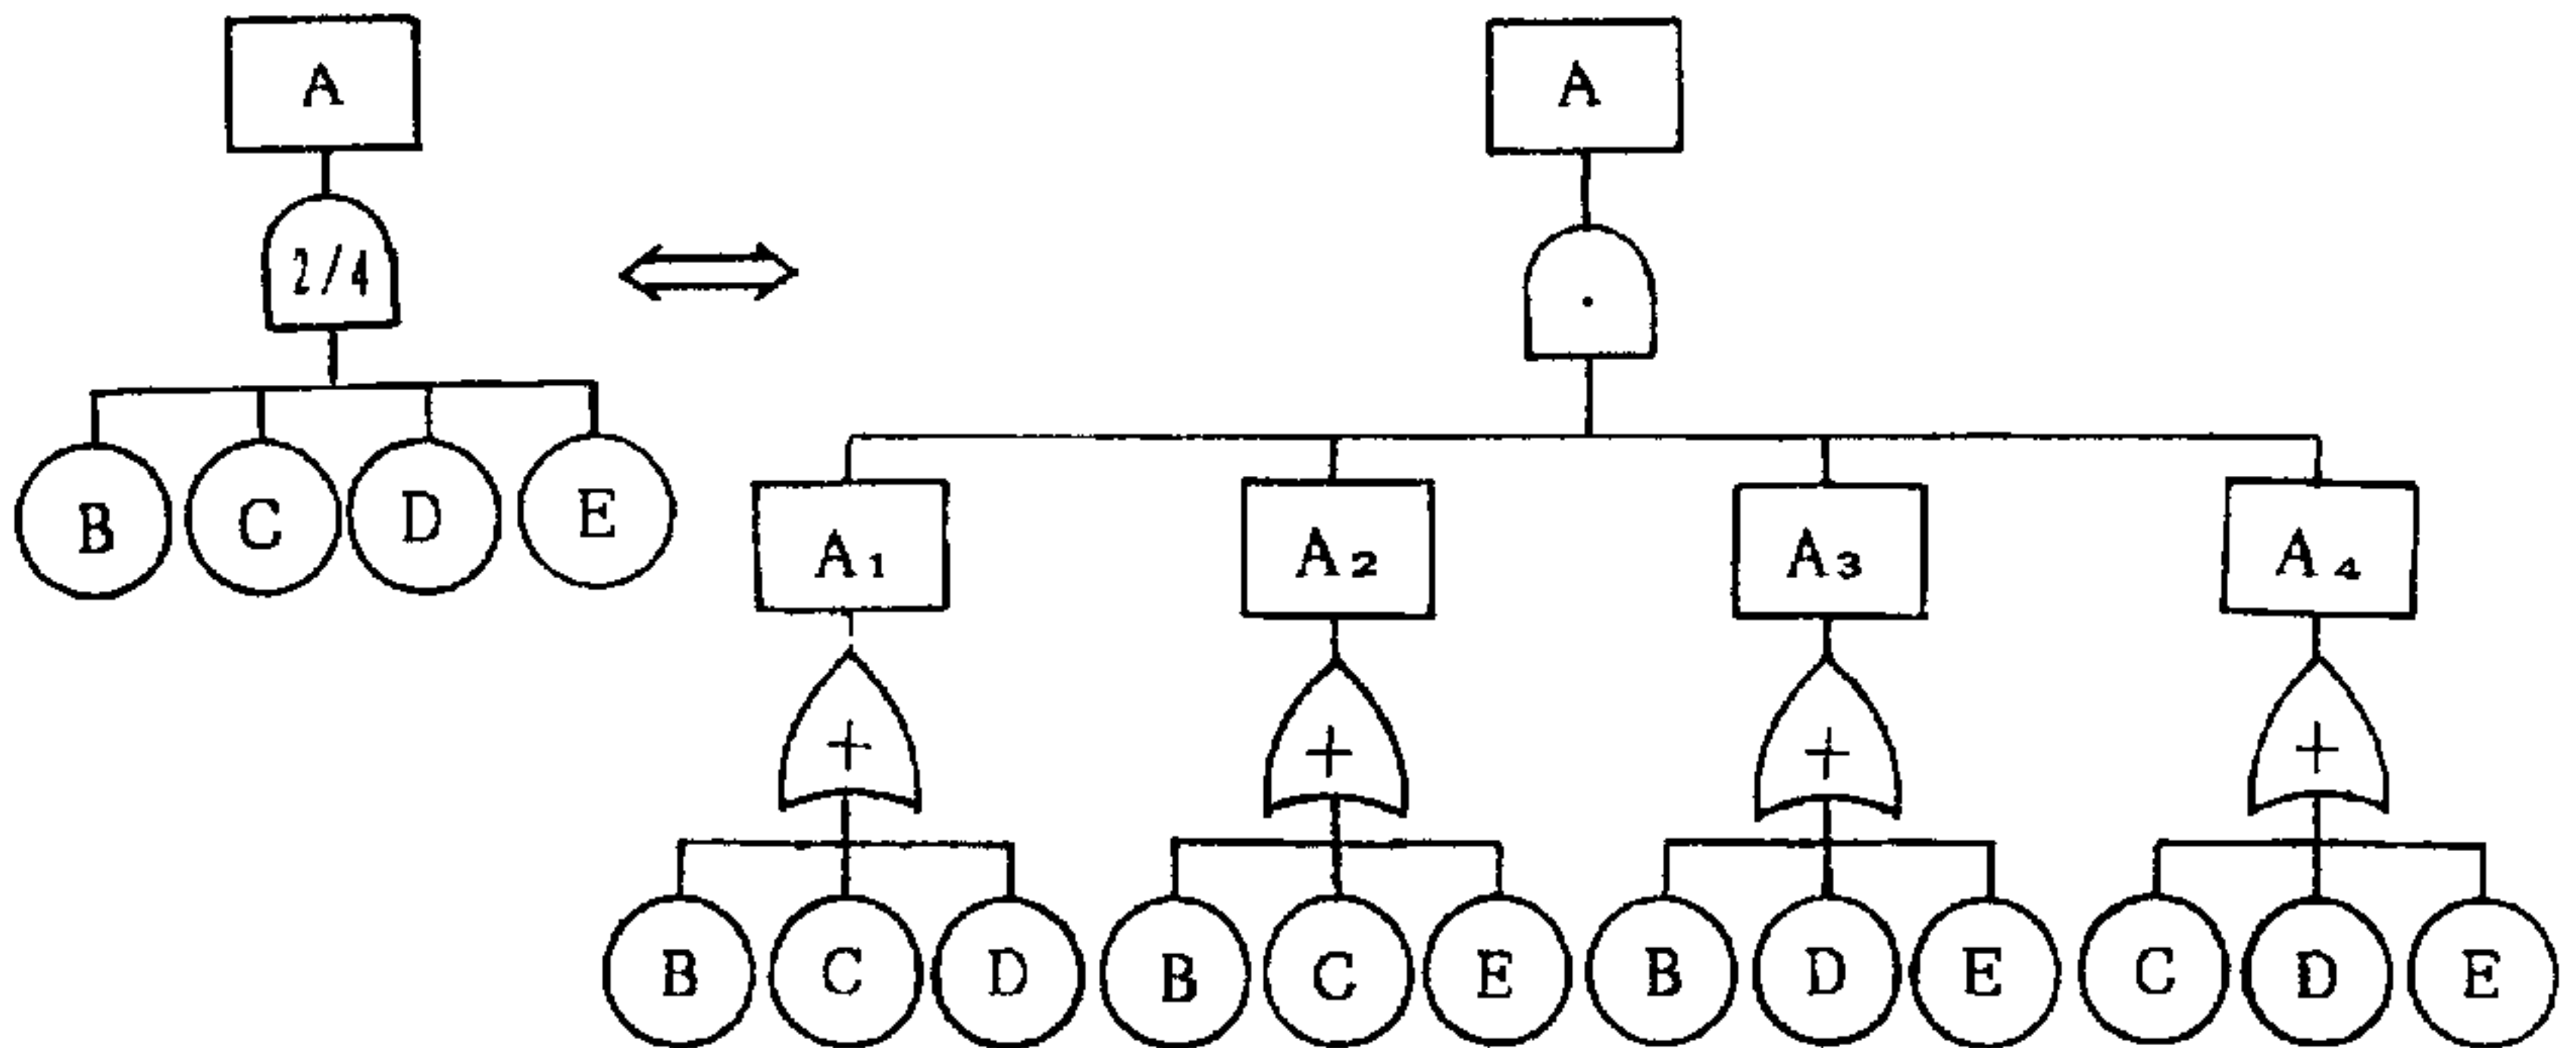 A A
2/4 ·
B C D E
A₁ A₂ A₃ A₄
+ + + +
B C D B C E B D E C D E